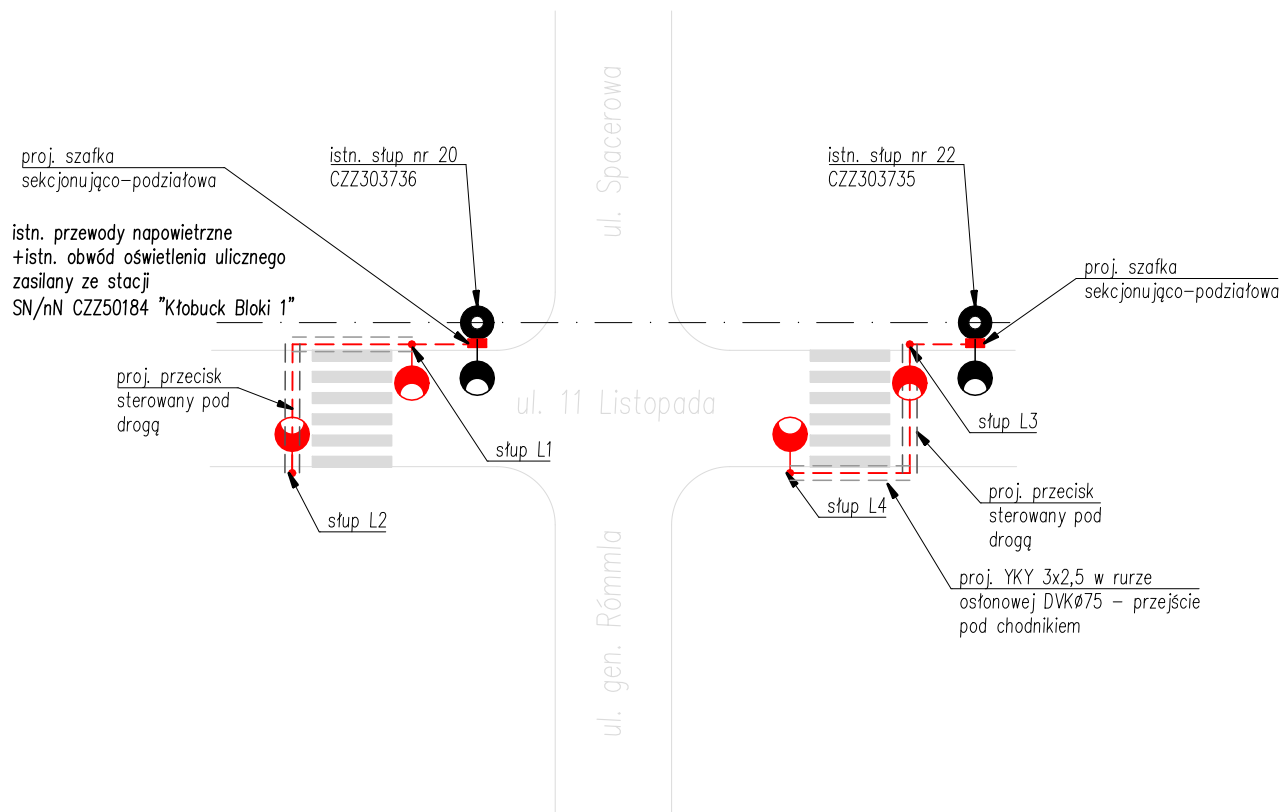 ul. Spacerowa
proj. szafka
sekcjonująco-podziałowa
istn. słup nr 20
CZZ303736
istn. słup nr 22
CZZ303735
istn. przewody napowietrzne
+istn. obwód oświetlenia ulicznego
zasilany ze stacji
SN/nN CZZ50184 "Kłobuck Bloki 1"
proj. szafka
sekcjonująco-podziałowa
proj. przecisk
sterowany pod
drogą
ul. 11 Listopada
słup L1
słup L3
słup L2
słup L4
proj. przecisk
sterowany pod
drogą
ul. gen. Rómmla
proj. YKY 3x2,5 w rurze
osłonowej DVKø75 - przejście
pod chodnikiem